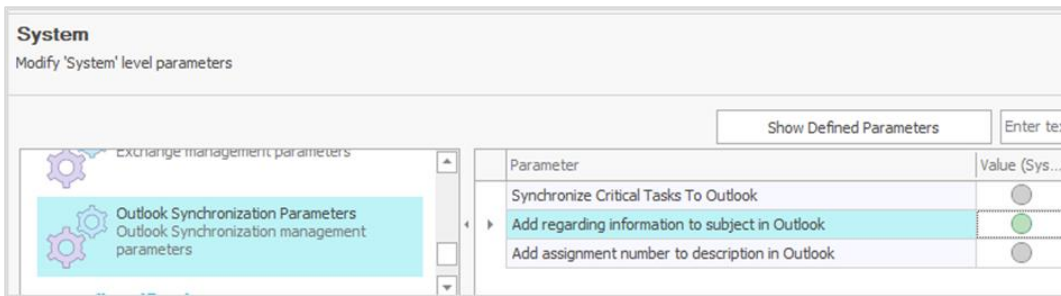 System
Modify 'System' level parameters
Show Defined Parameters
Enter te
Exchange management parameters
Outlook Synchronization Parameters
Outlook Synchronization management
parameters
Parameter
Value (Sys...
Synchronize Critical Tasks To Outlook
Add regarding information to subject in Outlook
Add assignment number to description in Outlook